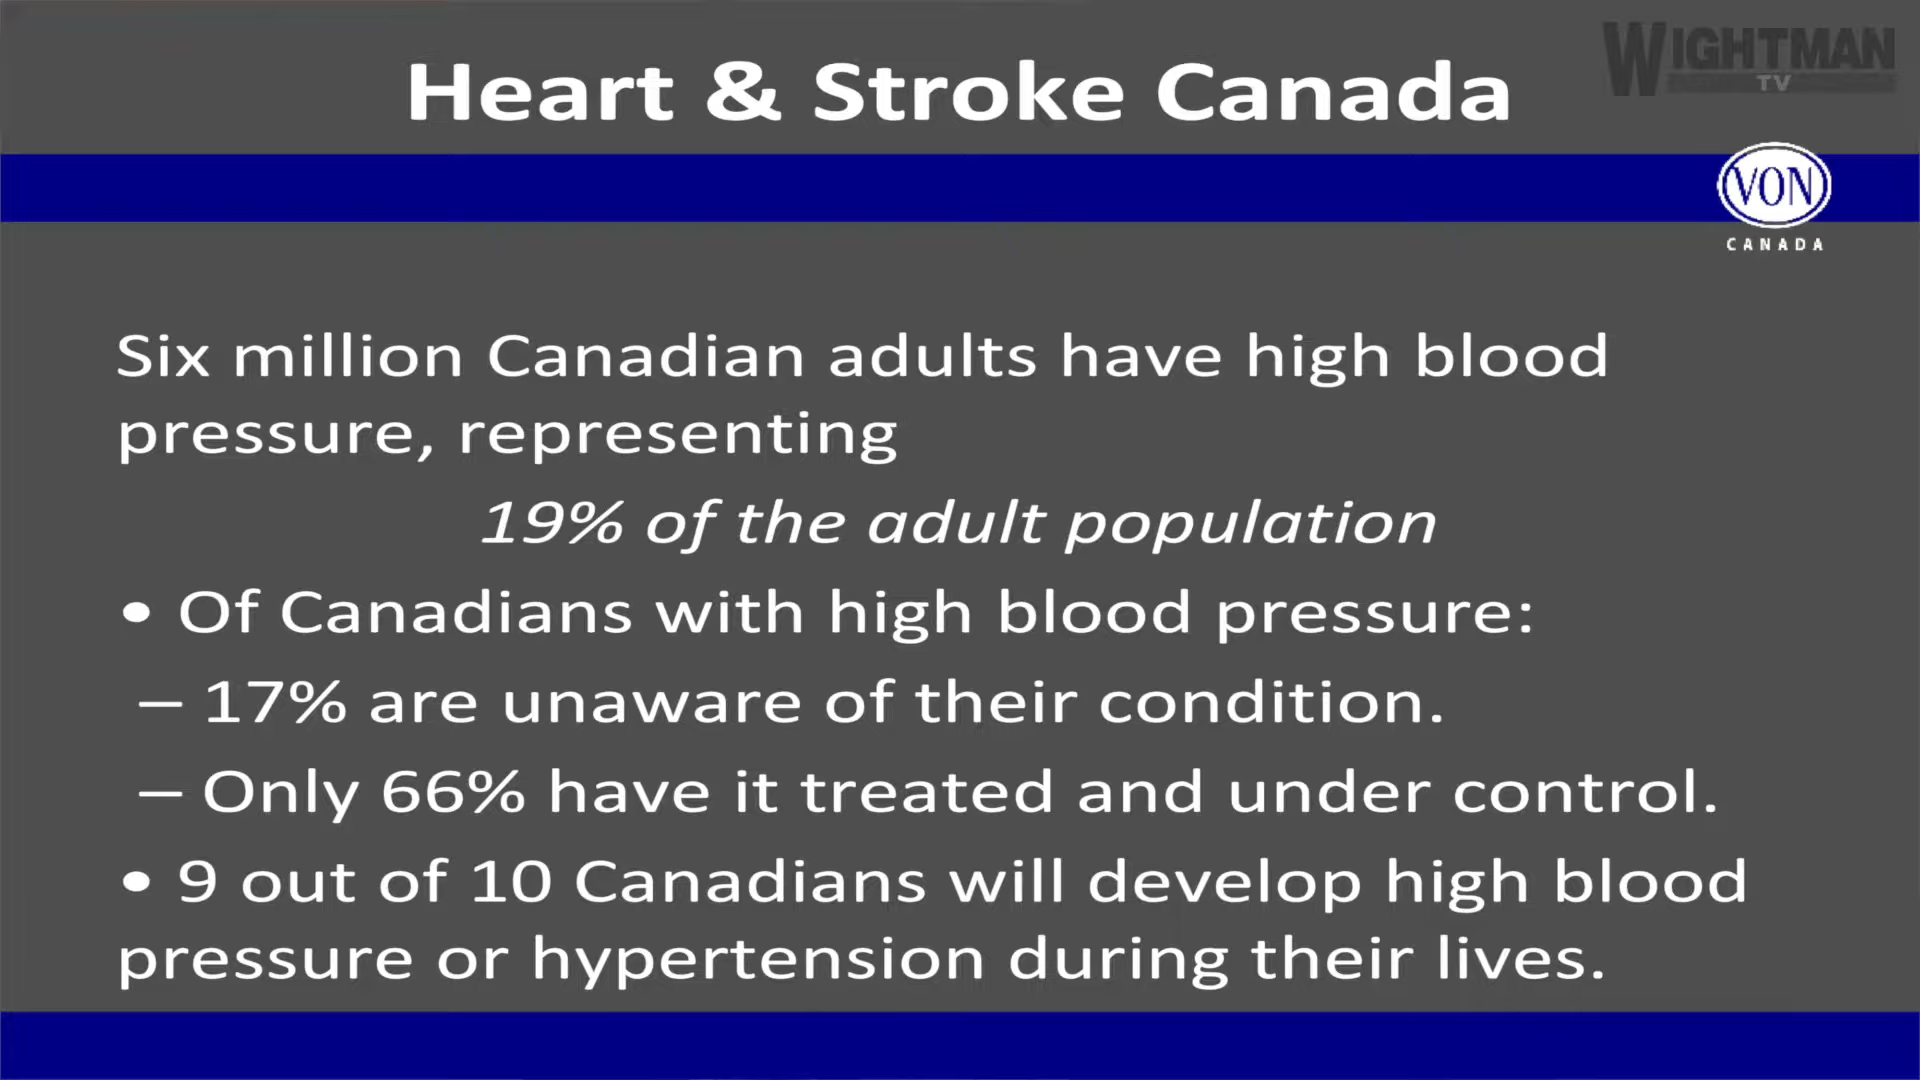 Heart & Stroke Canada
WIGHTMAN
TV
VON
CANADA
Six million Canadian adults have high blood
pressure, representing
19% of the adult population
• Of Canadians with high blood pressure:
– 17% are unaware of their condition.
– Only 66% have it treated and under control.
• 9 out of 10 Canadians will develop high blood
pressure or hypertension during their lives.